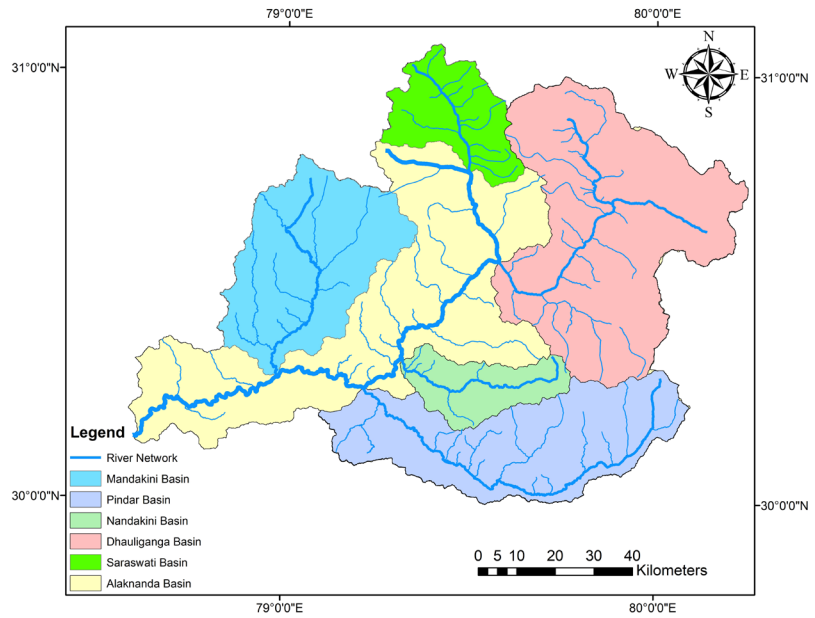 79°0'0"E
80°0'0"E
31°0'0"N
N
W
E
S
31°0'0"N
Legend
River Network
Mandakini Basin
Pindar Basin
Nandakini Basin
Dhauliganga Basin
Saraswati Basin
Alaknanda Basin
30°0'0"N
30°0'0"N
0 5 10 20 30 40
Kilometers
79°0'0"E
80°0'0"E